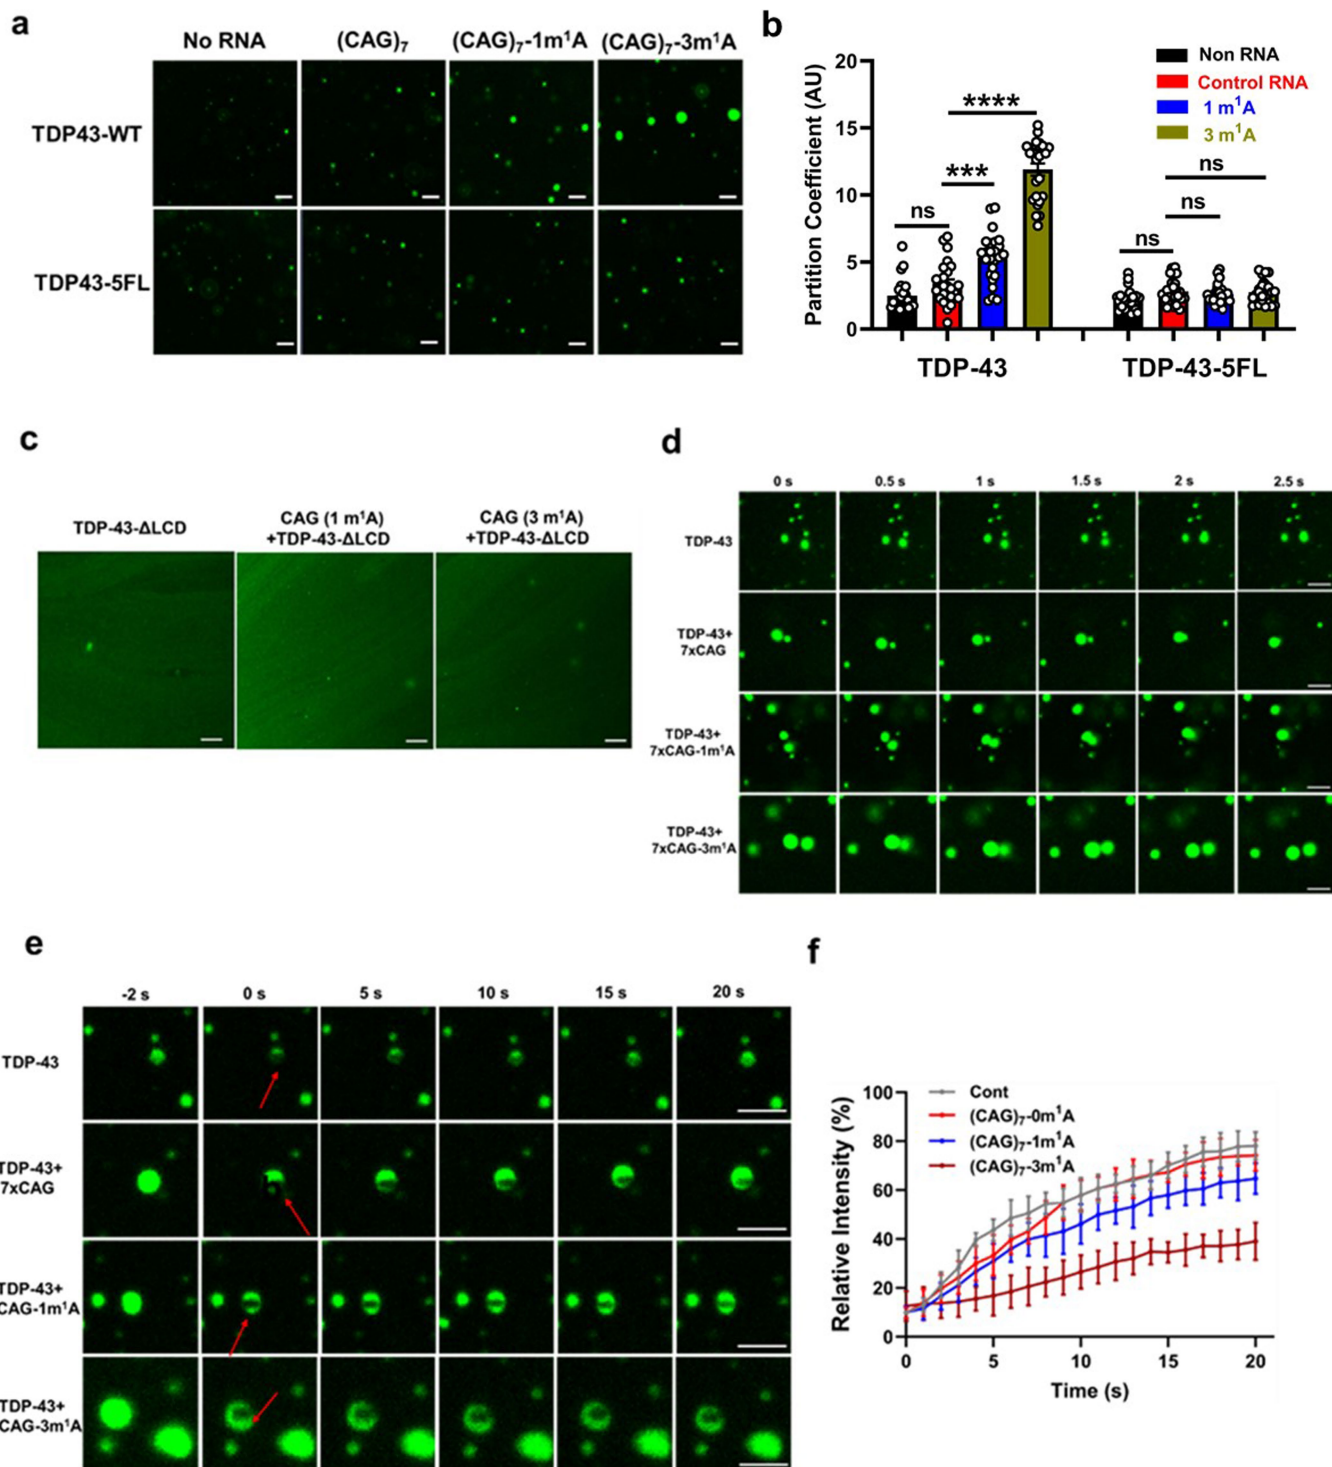 a
No RNA (CAG)₇ (CAG)₇-1m¹A (CAG)₇-3m¹A
TDP43-WT
TDP43-5FL
b
Partition Coefficient (AU)
20
15
10
5
0
Non RNA
Control RNA
1 m¹A
3 m¹A
ns
***
****
ns
ns
ns
TDP-43 TDP-43-5FL
c
TDP-43-ΔLCD
CAG (1 m¹A)
+TDP-43-ΔLCD
CAG (3 m¹A)
+TDP-43-ΔLCD
d
0 s 0.5 s 1 s 1.5 s 2 s 2.5 s
TDP-43
TDP-43+
7xCAG
TDP-43+
7xCAG-1m¹A
TDP-43+
7xCAG-3m¹A
e
-2 s 0 s 5 s 10 s 15 s 20 s
TDP-43
TDP-43+
7xCAG
TDP-43+
CAG-1m¹A
TDP-43+
CAG-3m¹A
f
Relative Intensity (%)
100
80
60
40
20
0
Cont
(CAG)₇-0m¹A
(CAG)₇-1m¹A
(CAG)₇-3m¹A
0 5 10 15 20
Time (s)